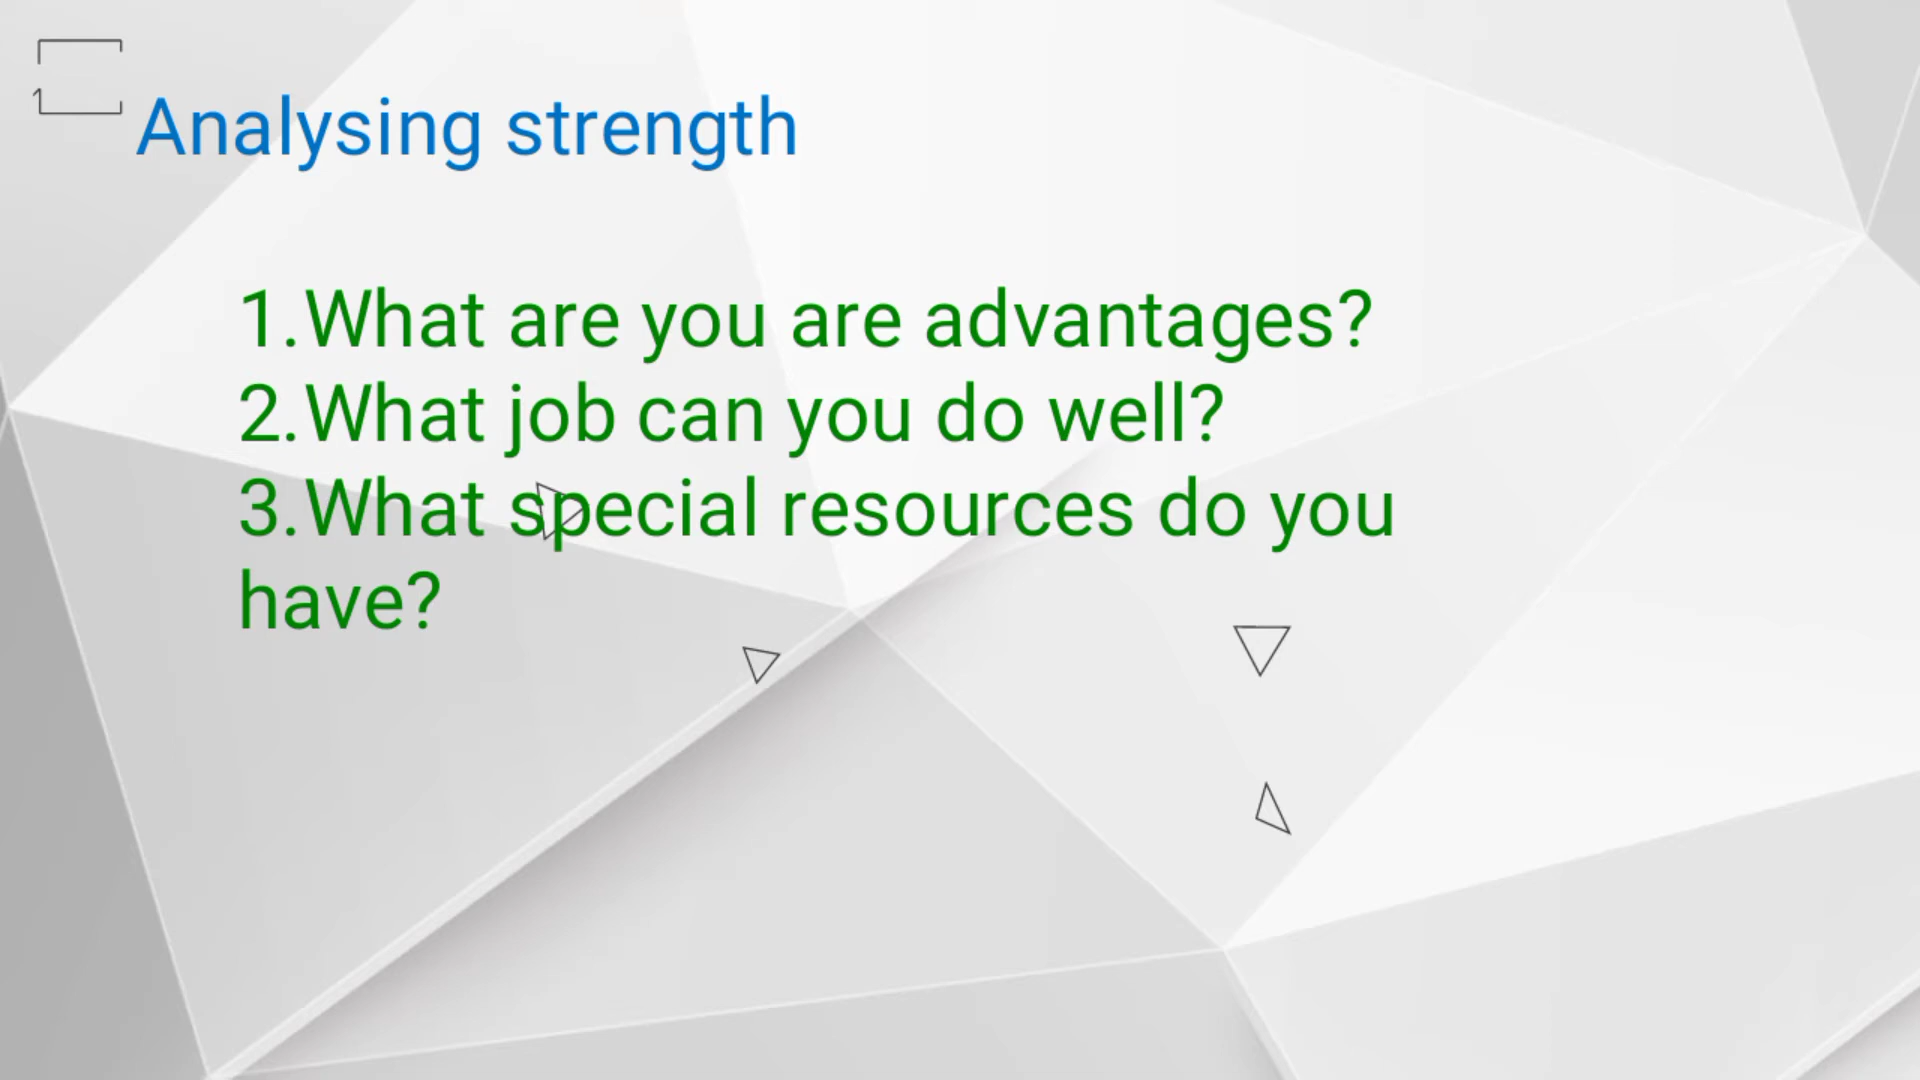 Analysing strength
1.What are you are advantages?
2.What job can you do well?
3.What special resources do you
have?